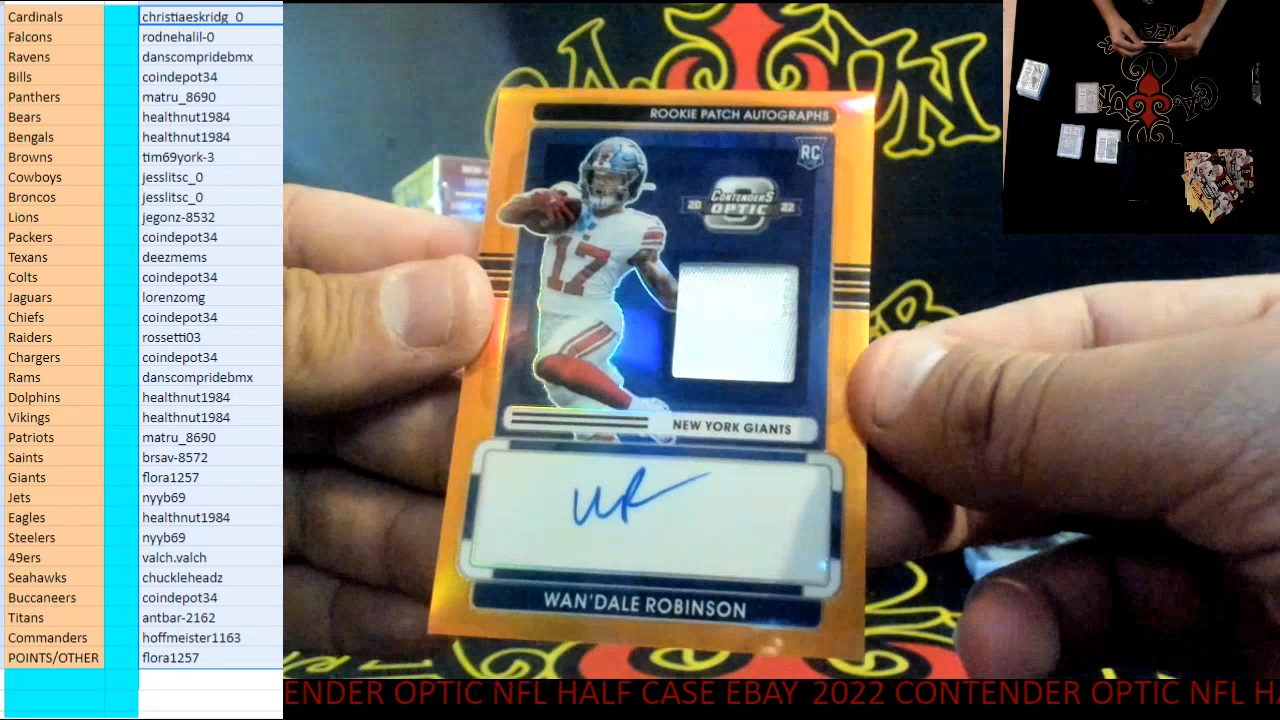 Cardinals christiaeskridg_0
Falcons rodnehalil-0
Ravens danscompridebmx
Bills coindepot34
Panthers matru_8690
Bears healthnut1984
Bengals healthnut1984
Browns tim69york-3
Cowboys jesslitsc_0
Broncos jesslitsc_0
Lions jegonz-8532
Packers coindepot34
Texans deezmems
Colts coindepot34
Jaguars lorenzomg
Chiefs coindepot34
Raiders rossetti03
Chargers coindepot34
Rams danscompridebmx
Dolphins healthnut1984
Vikings healthnut1984
Patriots matru_8690
Saints brsav-8572
Giants flora1257
Jets nyyb69
Eagles healthnut1984
Steelers nyyb69
49ers valch.valch
Seahawks chuckleheadz
Buccaneers coindepot34
Titans antbar-2162
Commanders hoffmeister1163
POINTS/OTHER flora1257
ROOKIE PATCH AUTOGRAPHS
RC
CONTENDERS
20 OPTIC 22
17
NEW YORK GIANTS
WR
WAN'DALE ROBINSON
ENDER OPTIC NFL HALF CASE EBAY 2022 CONTENDER OPTIC NFL H